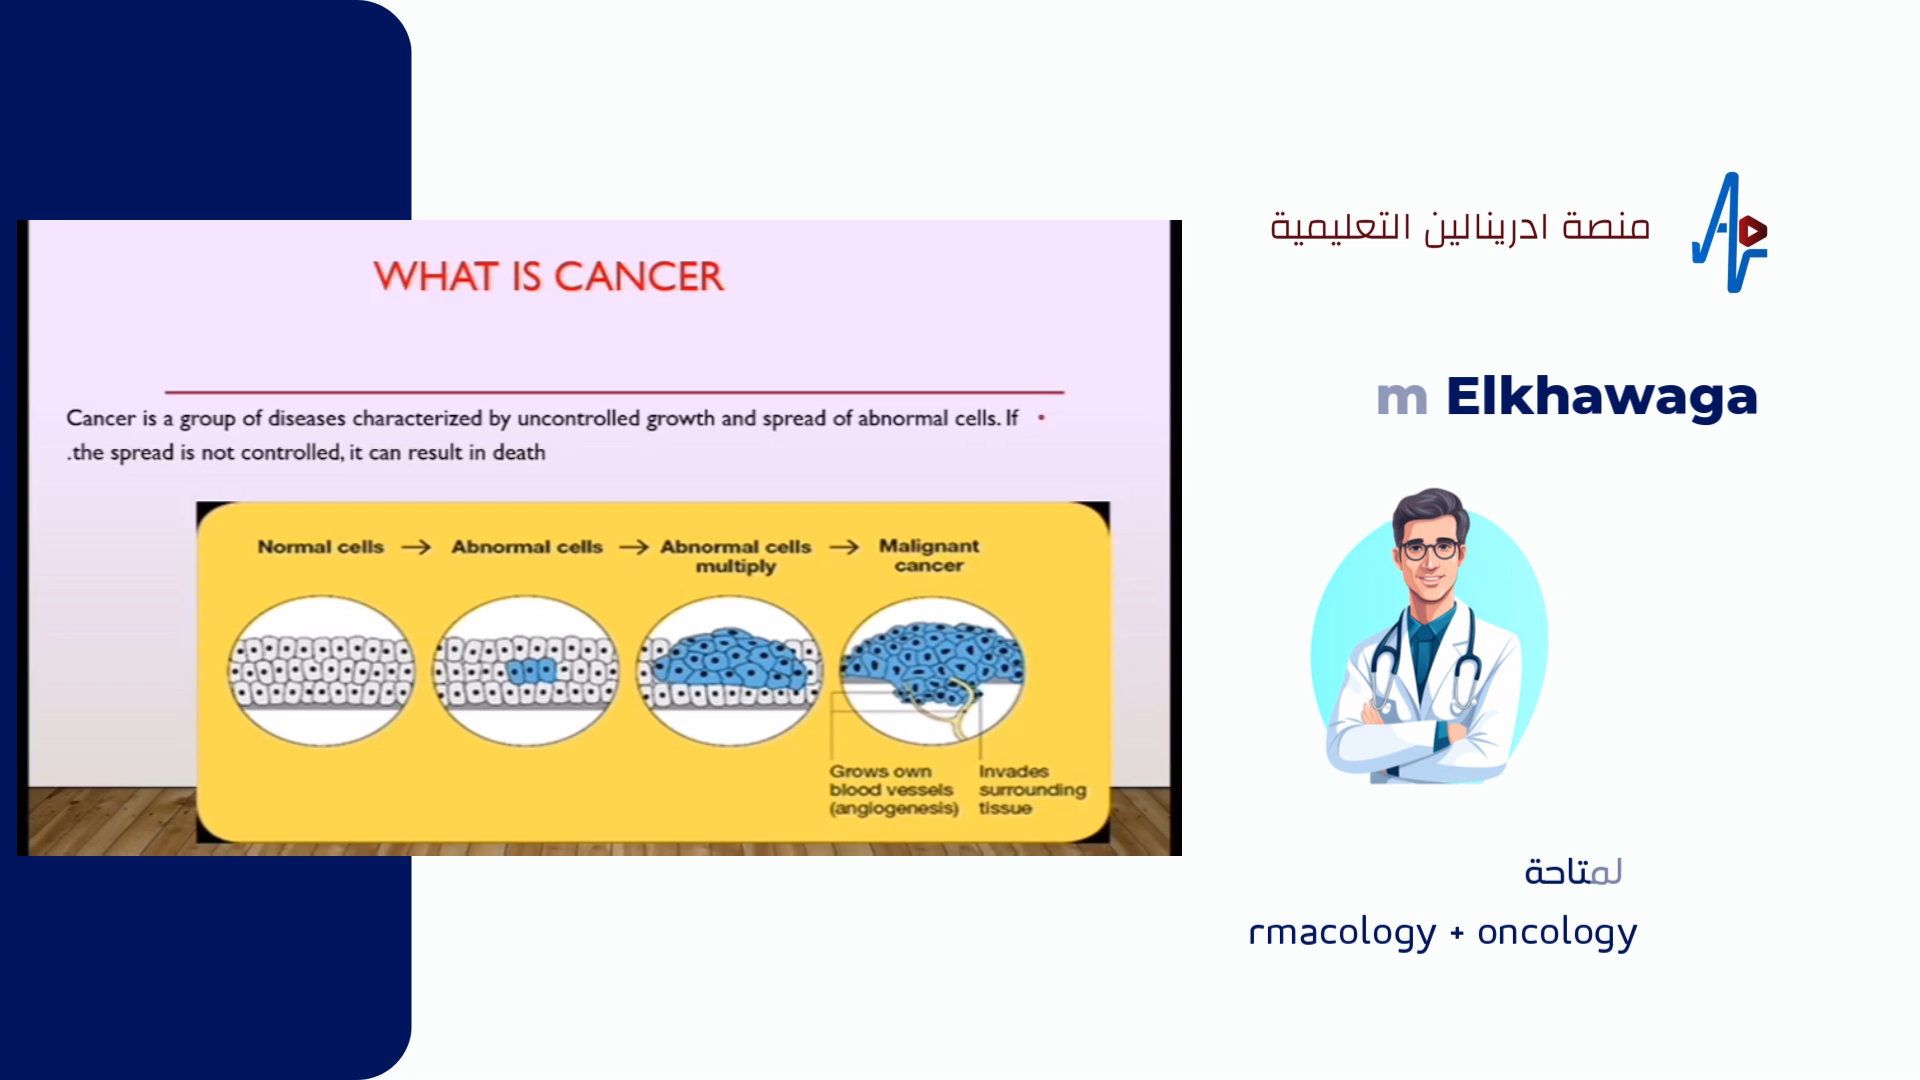 WHAT IS CANCER
Cancer is a group of diseases characterized by uncontrolled growth and spread of abnormal cells. If •
.the spread is not controlled, it can result in death
Normal cells → Abnormal cells → Abnormal cells multiply → Malignant cancer
Grows own blood vessels (angiogenesis)
Invades surrounding tissue
منصة ادرينالين التعليمية
m Elkhawaga
لمتاحة
rmacology + oncology